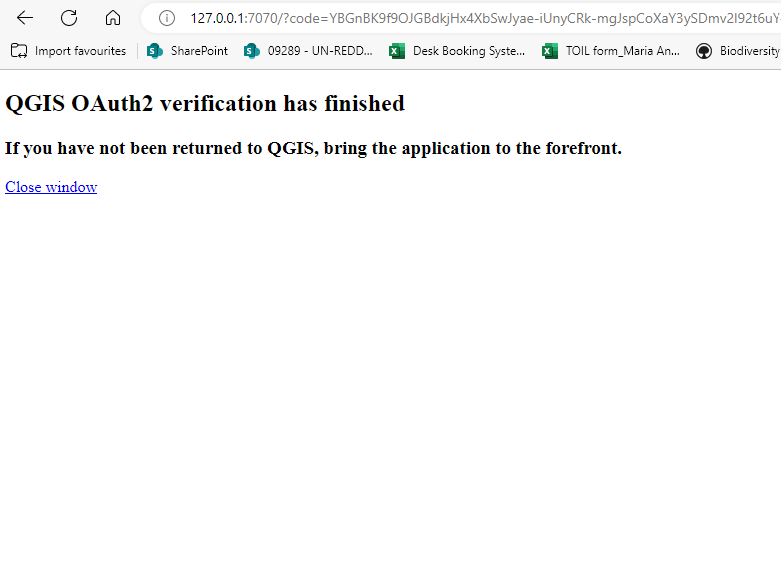 127.0.0.1:7070/?code=YBGnBK9f9OJGBdkjHx4XbSwJyae-iUnyCRk-mgJspCoXaY3ySDmv2I92t6uY
Import favourites SharePoint 09289 - UN-REDD... Desk Booking Syste... TOIL form_Maria An... Biodiversity
QGIS OAuth2 verification has finished
If you have not been returned to QGIS, bring the application to the forefront.
Close window